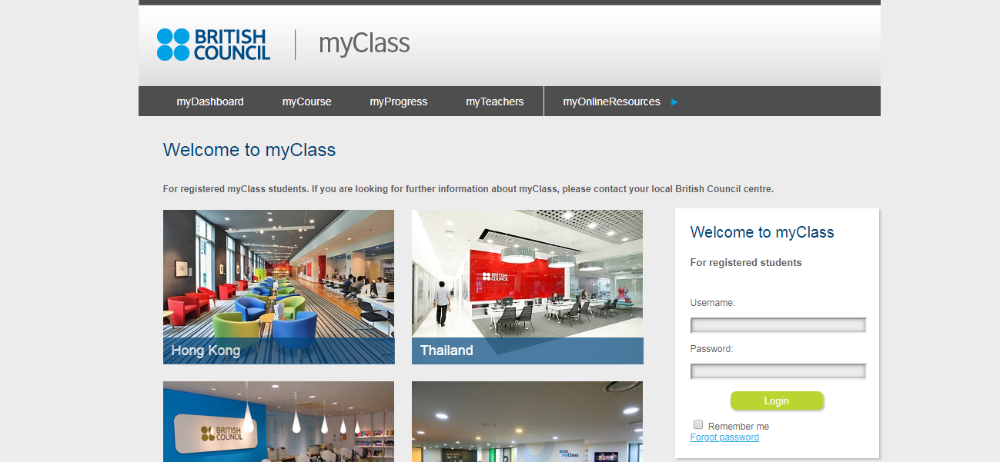 BRITISH
COUNCIL
myClass
myDashboard myCourse myProgress myTeachers myOnlineResources
Welcome to myClass
For registered myClass students. If you are looking for further information about myClass, please contact your local British Council centre.
BRITISH
COUNCIL
Hong Kong
Thailand
Welcome to myClass
For registered students
Username:
Password:
Login
Remember me
Forgot password
BRITISH
COUNCIL
myClass